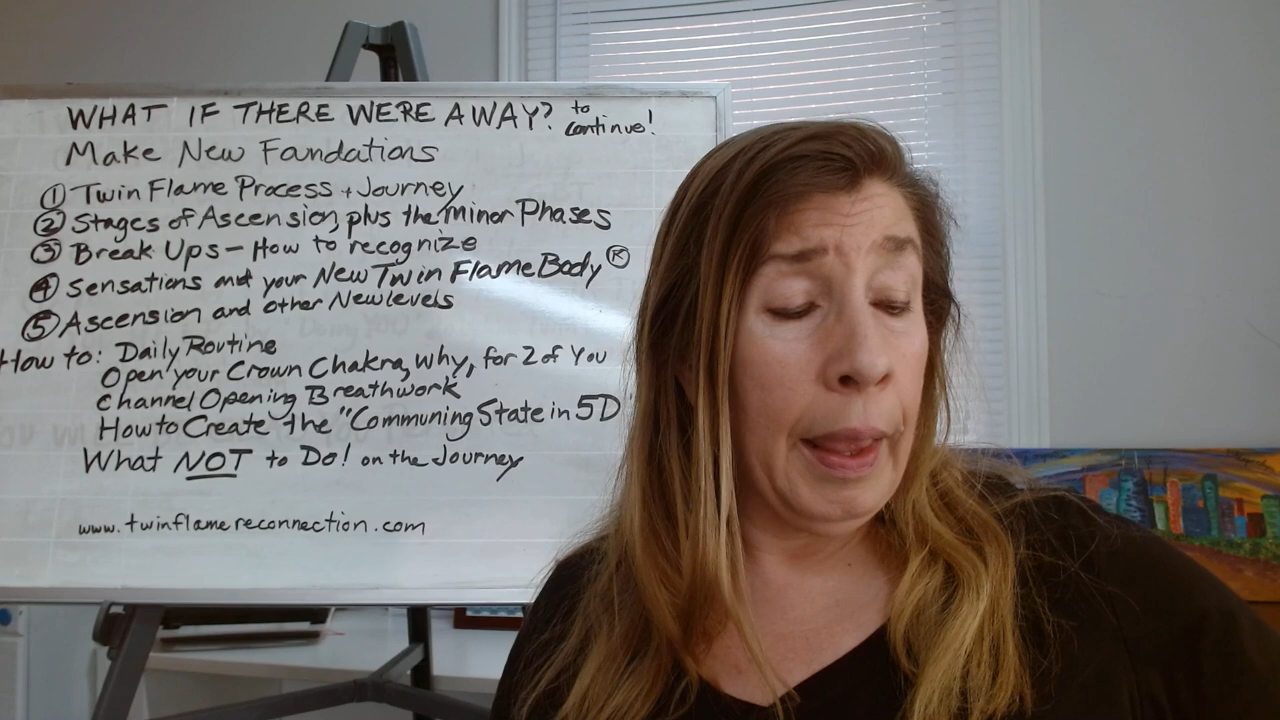 WHAT IF THERE WERE A WAY? to continue!
Make New Foundations
① Twin Flame Process + Journey
② Stages of Ascension, plus the minor Phases
③ Break Ups – How to recognize
④ Sensations and your New Twin Flame Body ®
⑤ Ascension and other New levels
How to: Daily Routine
Open your Crown Chakra, why, for 2 of You
Channel Opening Breathwork
How to Create the "Communing State in 5D"
What NOT to Do! on the Journey
www.twinflamereconnection.com